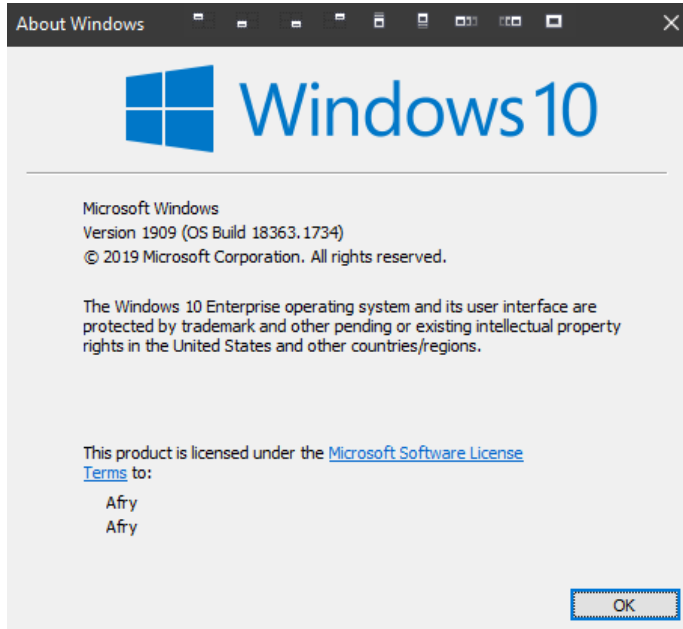 About Windows
Windows 10
Microsoft Windows
Version 1909 (OS Build 18363.1734)
© 2019 Microsoft Corporation. All rights reserved.
The Windows 10 Enterprise operating system and its user interface are
protected by trademark and other pending or existing intellectual property
rights in the United States and other countries/regions.
This product is licensed under the Microsoft Software License
Terms to:
Afry
Afry
OK